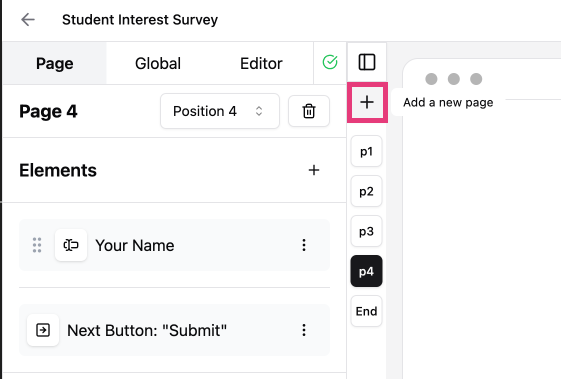 Student Interest Survey
Page Global Editor
Page 4 Position 4
Add a new page
Elements
p1
p2
p3
p4
End
Your Name
Next Button: "Submit"